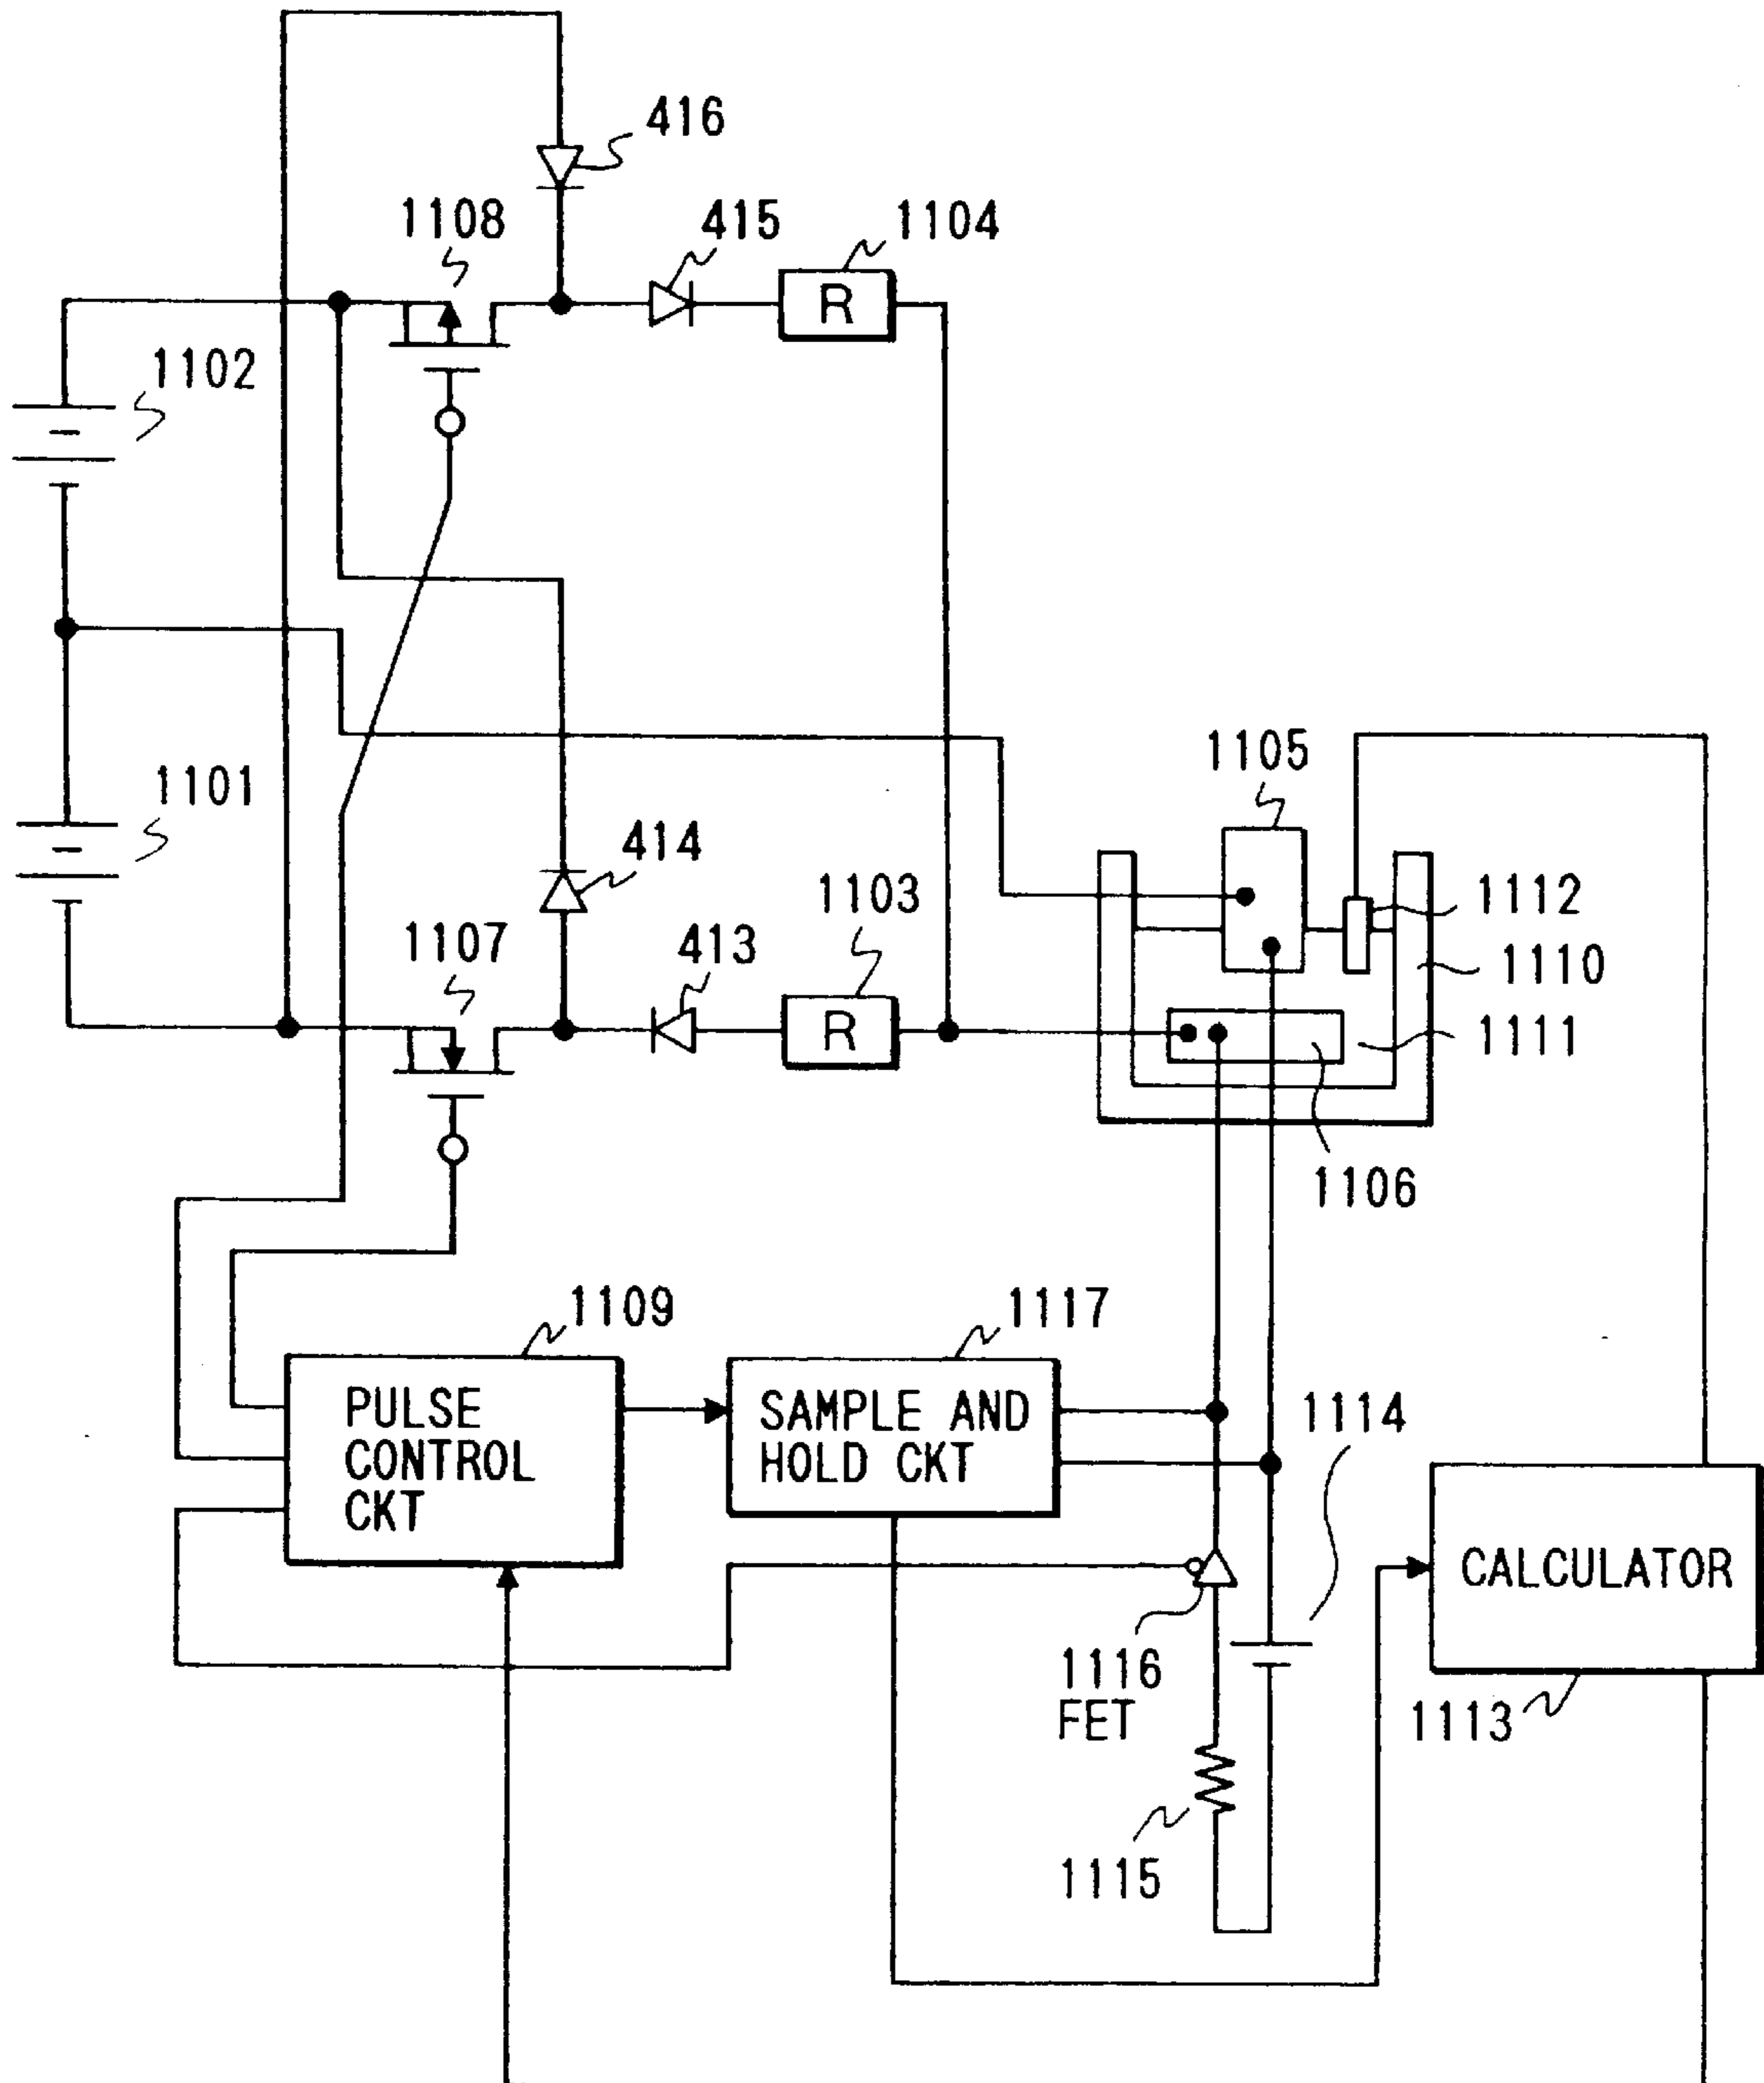 416
1108
415
1104
R
1102
1105
1101
414
1103
1112
1107
413
1110
R
1111
1106
1109
1117
PULSE
CONTROL
CKT
SAMPLE AND
HOLD CKT
1114
CALCULATOR
1116
FET
1113
1115